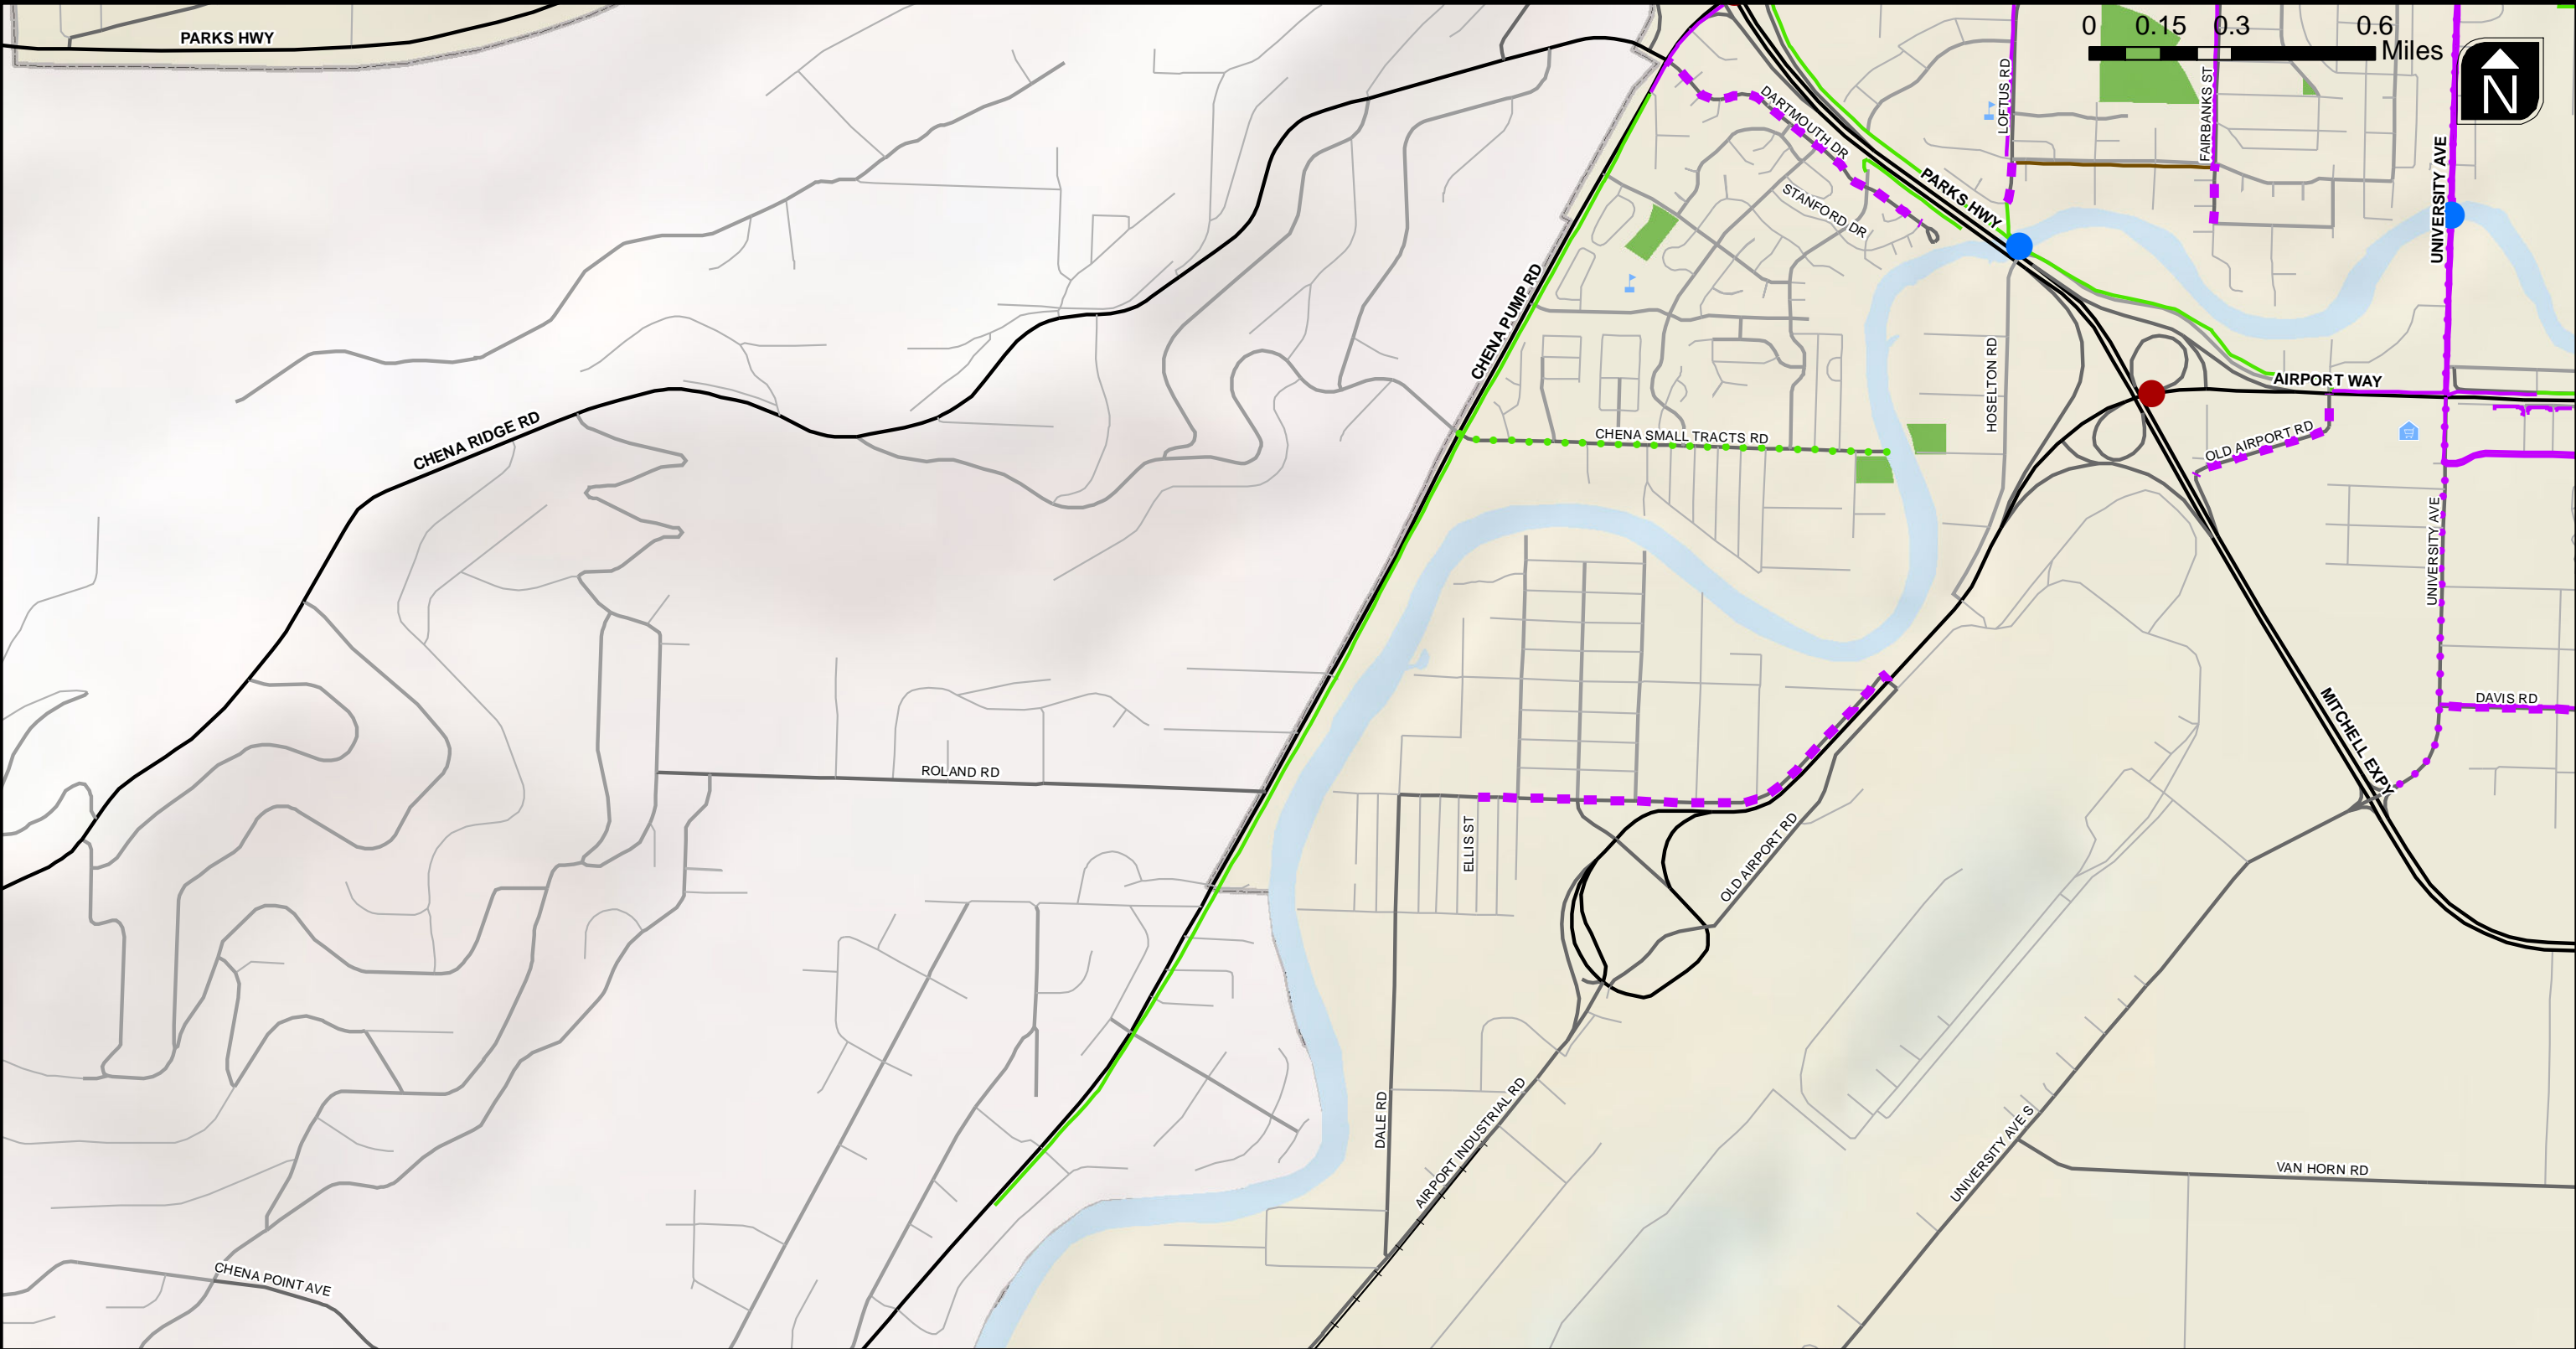 PARKS HWY
0 0.15 0.3 0.6
Miles
N
LOFTUS RD
FAIRBANKS ST
DARTMOUTH DR
PARKS HWY
STANFORD DR
UNIVERSITY AVE
CHENA PUMP RD
HOSELTON RD
AIRPORT WAY
CHENA RIDGE RD
CHENA SMALL TRACTS RD
OLD AIRPORT RD
UNIVERSITY AVE
DAVIS RD
MITCHELL EXPY
ROLAND RD
ELLIS ST
OLD AIRPORT RD
DALE RD
AIRPORT INDUSTRIAL RD
UNIVERSITY AVE S
VAN HORN RD
CHENA POINT AVE